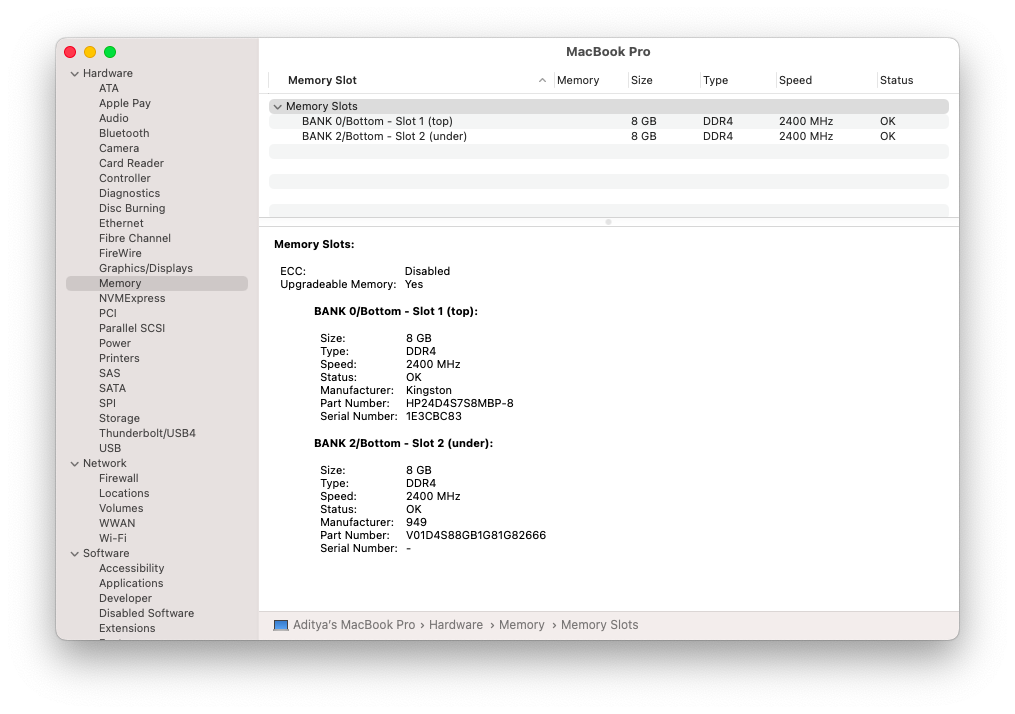 MacBook Pro
Hardware
ATA
Apple Pay
Audio
Bluetooth
Camera
Card Reader
Controller
Diagnostics
Disc Burning
Ethernet
Fibre Channel
FireWire
Graphics/Displays
Memory
NVMExpress
PCI
Parallel SCSI
Power
Printers
SAS
SATA
SPI
Storage
Thunderbolt/USB4
USB
Network
Firewall
Locations
Volumes
WWAN
Wi-Fi
Software
Accessibility
Applications
Developer
Disabled Software
Extensions
Memory Slot Memory Size Type Speed Status
Memory Slots
BANK 0/Bottom - Slot 1 (top) 8 GB DDR4 2400 MHz OK
BANK 2/Bottom - Slot 2 (under) 8 GB DDR4 2400 MHz OK
Memory Slots:
ECC: Disabled
Upgradeable Memory: Yes
BANK 0/Bottom - Slot 1 (top):
Size: 8 GB
Type: DDR4
Speed: 2400 MHz
Status: OK
Manufacturer: Kingston
Part Number: HP24D4S7S8MBP-8
Serial Number: 1E3CBC83
BANK 2/Bottom - Slot 2 (under):
Size: 8 GB
Type: DDR4
Speed: 2400 MHz
Status: OK
Manufacturer: 949
Part Number: V01D4S88GB1G81G82666
Serial Number: -
Aditya's MacBook Pro › Hardware › Memory › Memory Slots